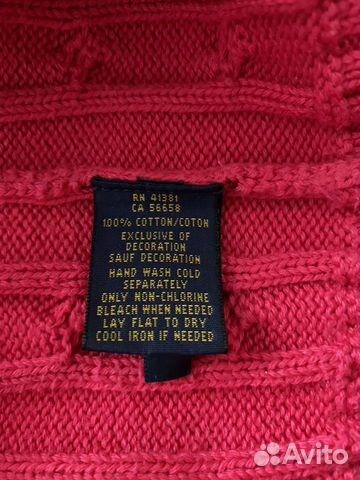 RN 41381
CA 56658
100% COTTON/COTON
EXCLUSIVE OF
DECORATION
SAUF DECORATION
HAND WASH COLD
SEPARATELY
ONLY NON-CHLORINE
BLEACH WHEN NEEDED
LAY FLAT TO DRY
COOL IRON IF NEEDED
Avito